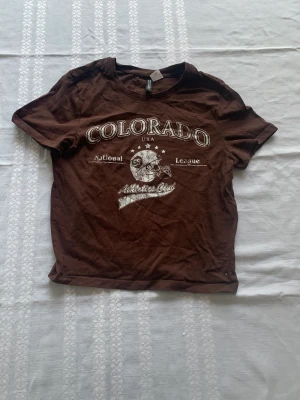 COLORADO
USA
National League
Athletics Club